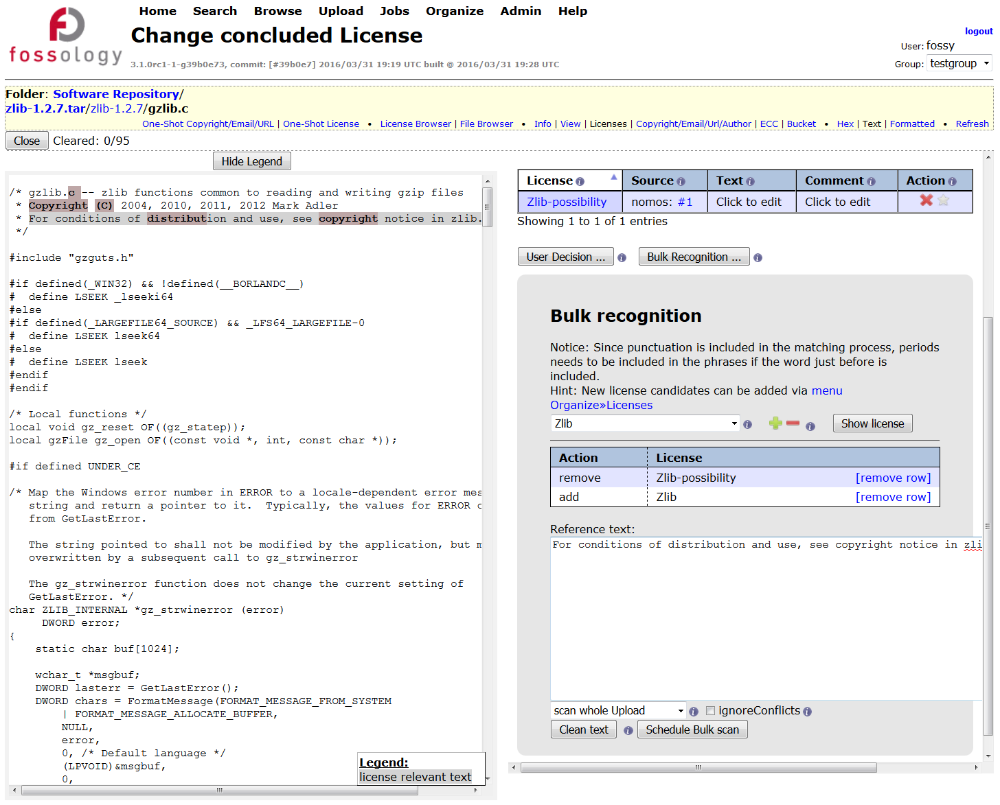 Home Search Browse Upload Jobs Organize Admin Help
fossology
Change concluded License
3.1.0rc1-1-g39b0e73, commit: [#39b0e7] 2016/03/31 19:19 UTC built @ 2016/03/31 19:28 UTC
logout
User: fossy
Group: testgroup
Folder: Software Repository/
zlib-1.2.7.tar/zlib-1.2.7/gzlib.c
One-Shot Copyright/Email/URL | One-Shot License • License Browser | File Browser • Info | View | Licenses | Copyright/Email/Url/Author | ECC | Bucket • Hex | Text | Formatted • Refresh
Close Cleared: 0/95
Hide Legend
/* gzlib.c -- zlib functions common to reading and writing gzip files
 * Copyright (C) 2004, 2010, 2011, 2012 Mark Adler
 * For conditions of distribution and use, see copyright notice in zlib.
 */
#include "gzguts.h"
#if defined(_WIN32) && !defined(__BORLANDC__)
#  define LSEEK _lseeki64
#else
#if defined(_LARGEFILE64_SOURCE) && _LFS64_LARGEFILE-0
#  define LSEEK lseek64
#else
#  define LSEEK lseek
#endif
#endif
/* Local functions */
local void gz_reset OF((gz_statep));
local gzFile gz_open OF((const void *, int, const char *));
#if defined UNDER_CE
/* Map the Windows error number in ERROR to a locale-dependent error mes
   string and return a pointer to it.  Typically, the values for ERROR c
   from GetLastError.
   The string pointed to shall not be modified by the application, but m
   overwritten by a subsequent call to gz_strwinerror
   The gz_strwinerror function does not change the current setting of
   GetLastError. */
char ZLIB_INTERNAL *gz_strwinerror (error)
     DWORD error;
{
    static char buf[1024];
    wchar_t *msgbuf;
    DWORD lasterr = GetLastError();
    DWORD chars = FormatMessage(FORMAT_MESSAGE_FROM_SYSTEM
        | FORMAT_MESSAGE_ALLOCATE_BUFFER,
        NULL,
        error,
        0, /* Default language */
        (LPVOID)&msgbuf,
        0,
Legend:
license relevant text
License Source Text Comment Action
Zlib-possibility nomos: #1 Click to edit Click to edit
Showing 1 to 1 of 1 entries
User Decision ... Bulk Recognition ...
Bulk recognition
Notice: Since punctuation is included in the matching process, periods
needs to be included in the phrases if the word just before is
included.
Hint: New license candidates can be added via menu
Organize»Licenses
Zlib Show license
Action License
remove Zlib-possibility [remove row]
add Zlib [remove row]
Reference text:
For conditions of distribution and use, see copyright notice in zli
scan whole Upload ignoreConflicts
Clean text Schedule Bulk scan